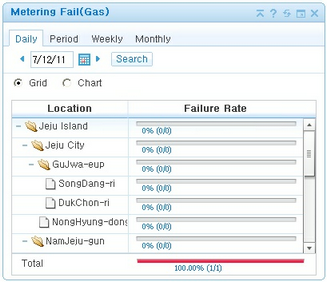 Metering Fail(Gas)
Daily Period Weekly Monthly
7/12/11 Search
Grid Chart
Location Failure Rate
Jeju Island 0% (0/0)
Jeju City 0% (0/0)
GuJwa-eup 0% (0/0)
SongDang-ri 0% (0/0)
DukChon-ri 0% (0/0)
NongHyung-dong 0% (0/0)
NamJeju-gun 0% (0/0)
Total 100.00% (1/1)